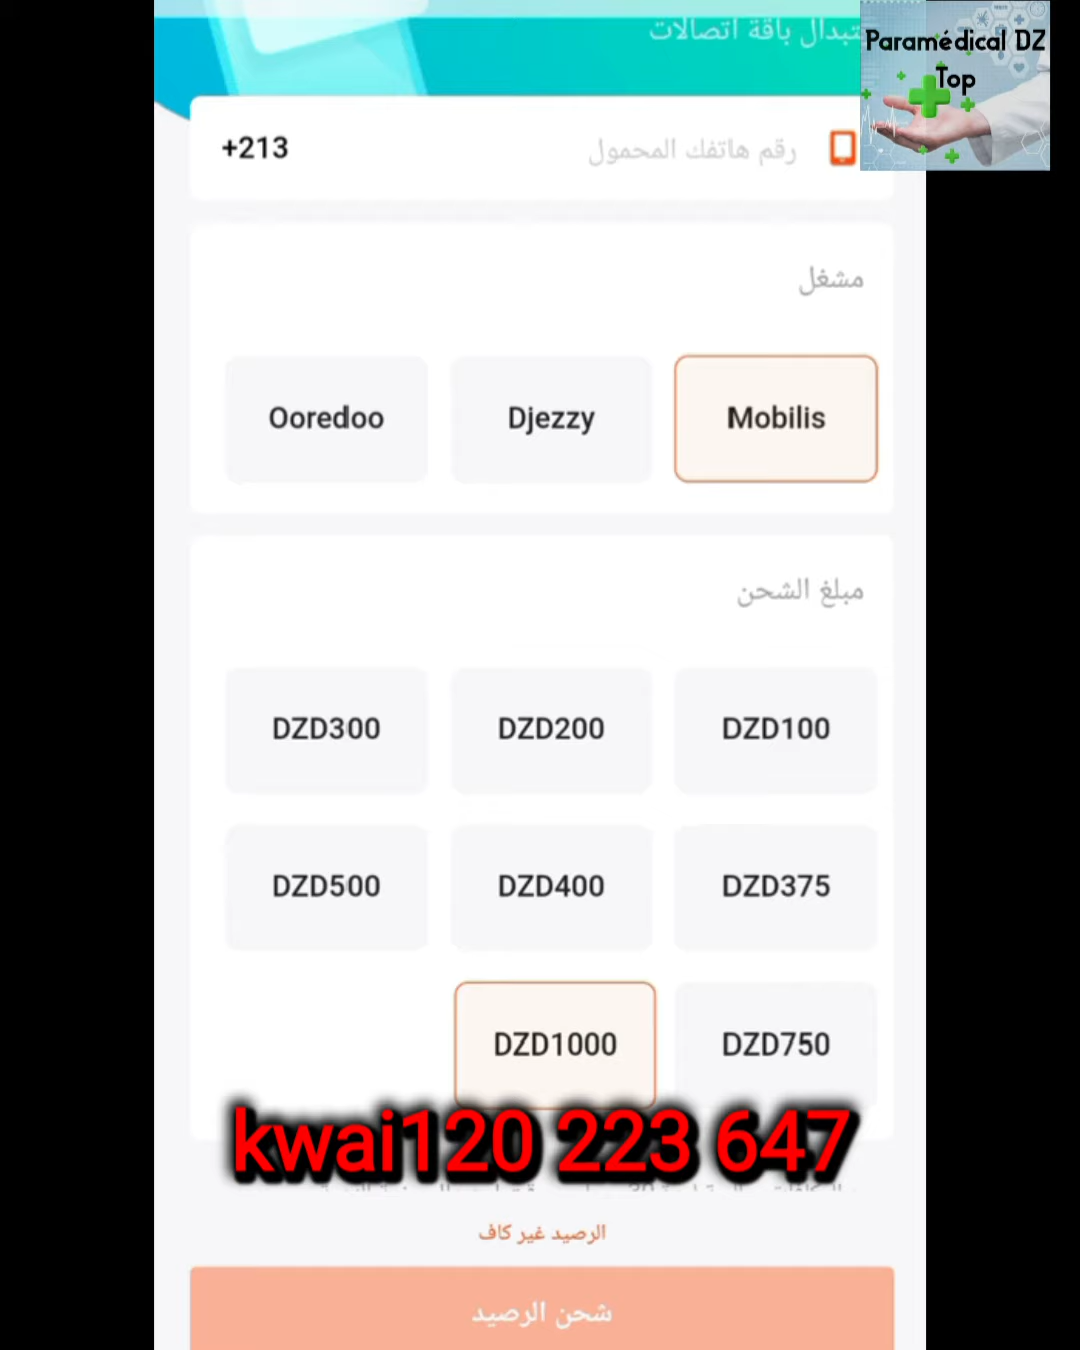 ستبدال باقة اتصالات
Paramédical DZ
Top
رقم هاتفك المحمول
+213
مشغل
Mobilis
Djezzy
Ooredoo
مبلغ الشحن
DZD100
DZD200
DZD300
DZD375
DZD400
DZD500
DZD750
DZD1000
kwai120 223 647
الرصيد غير كاف
شحن الرصيد